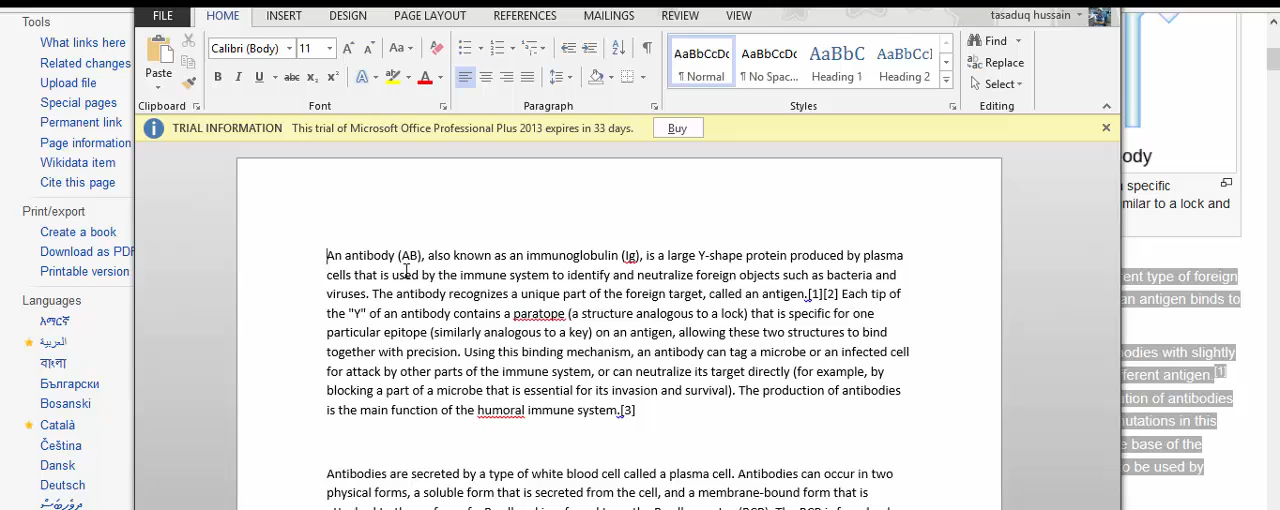 Tools
What links here
Related changes
Upload file
Special pages
Permanent link
Page information
Wikidata item
Cite this page
Print/export
Create a book
Download as PDF
Printable version
Languages
አማርኛ
العربية
বাংলা
Български
Bosanski
Català
Čeština
Dansk
Deutsch
FILE HOME INSERT DESIGN PAGE LAYOUT REFERENCES MAILINGS REVIEW VIEW tasaduq hussain
Calibri (Body) 11 Aa
Paste
B I U abc x₂ x² A A
AaBbCcDc AaBbCcDc AaBbC AaBbCcI
¶ Normal ¶ No Spac... Heading 1 Heading 2
Find
Replace
Select
Clipboard Font Paragraph Styles Editing
TRIAL INFORMATION This trial of Microsoft Office Professional Plus 2013 expires in 33 days. Buy
An antibody (AB), also known as an immunoglobulin (Ig), is a large Y-shape protein produced by plasma
cells that is used by the immune system to identify and neutralize foreign objects such as bacteria and
viruses. The antibody recognizes a unique part of the foreign target, called an antigen.[1][2] Each tip of
the "Y" of an antibody contains a paratope (a structure analogous to a lock) that is specific for one
particular epitope (similarly analogous to a key) on an antigen, allowing these two structures to bind
together with precision. Using this binding mechanism, an antibody can tag a microbe or an infected cell
for attack by other parts of the immune system, or can neutralize its target directly (for example, by
blocking a part of a microbe that is essential for its invasion and survival). The production of antibodies
is the main function of the humoral immune system.[3]
Antibodies are secreted by a type of white blood cell called a plasma cell. Antibodies can occur in two
physical forms, a soluble form that is secreted from the cell, and a membrane-bound form that is
ody
a specific
milar to a lock and
ent type of foreign
an antigen binds to
odies with slightly
fferent antigen.[1]
tion of antibodies
nutations in this
e base of the
o be used by